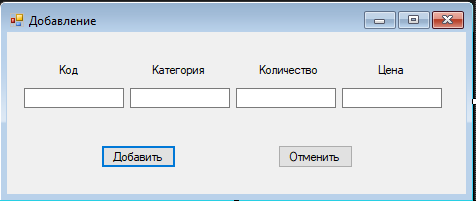 Добавление
Код Категория Количество Цена
Добавить Отменить